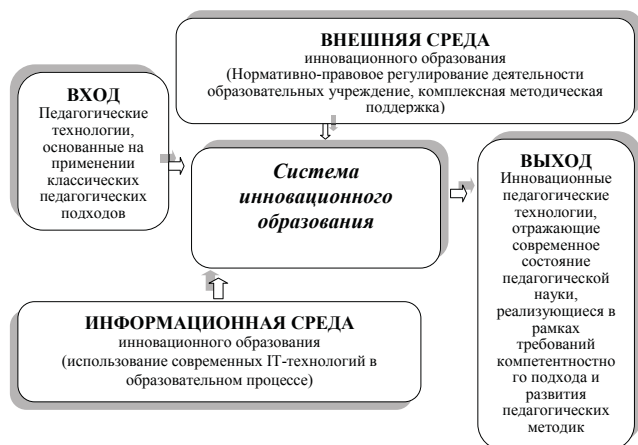 ВНЕШНЯЯ СРЕДА
инновационного образования
(Нормативно-правовое регулирование деятельности
образовательных учреждение, комплексная методическая
поддержка)
ВХОД
Педагогические
технологии,
основанные на
применении
классических
педагогических
подходов
Система
инновационного
образования
ВЫХОД
Инновационные
педагогические
технологии,
отражающие
современное
состояние
педагогической
науки,
реализующиеся в
рамках
требований
компетентностно
го подхода и
развития
педагогических
методик
ИНФОРМАЦИОННАЯ СРЕДА
инновационного образования
(использование современных IT-технологий в
образовательном процессе)